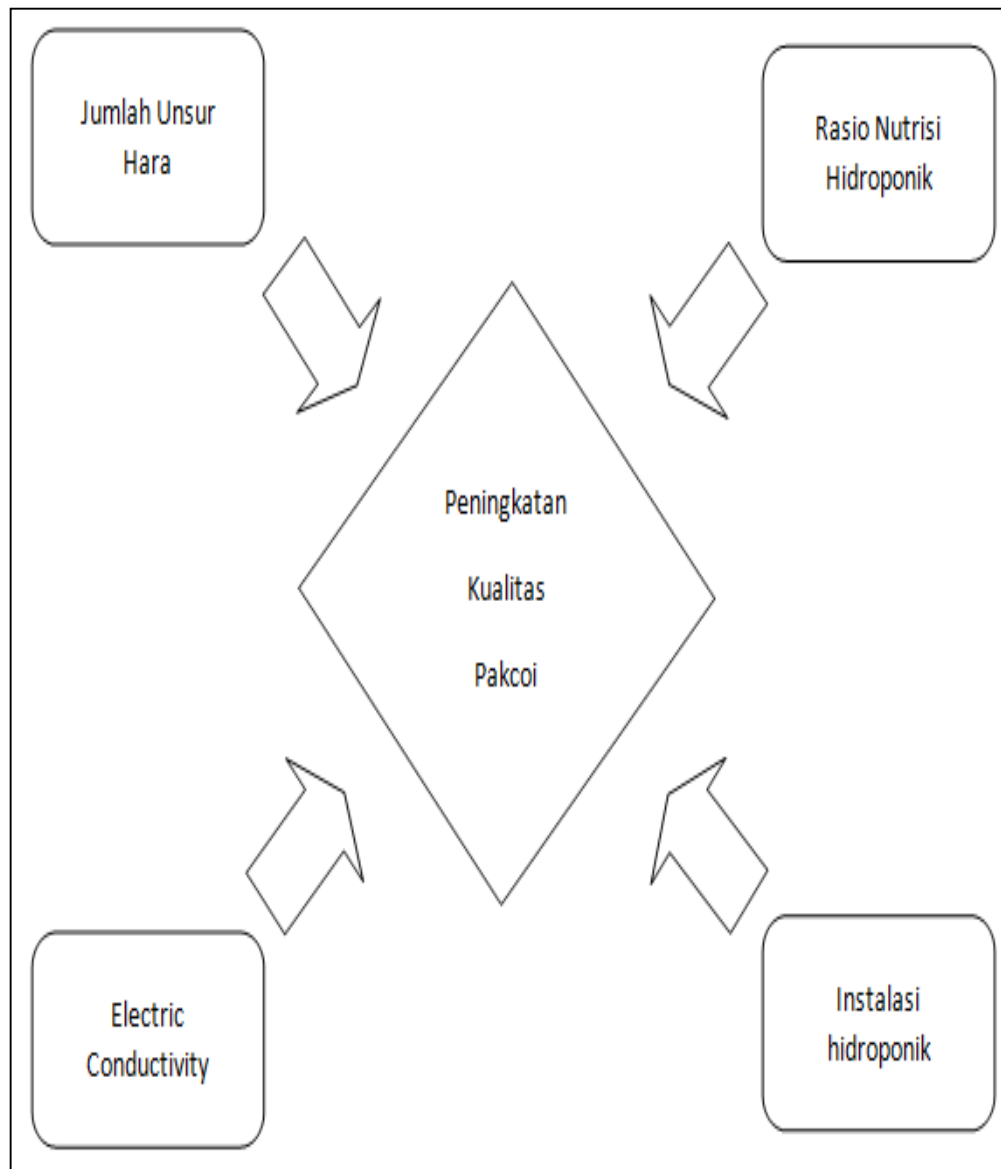 Jumlah Unsur
Hara
Rasio Nutrisi
Hidroponik
Peningkatan
Kualitas
Pakcoi
Electric
Conductivity
Instalasi
hidroponik